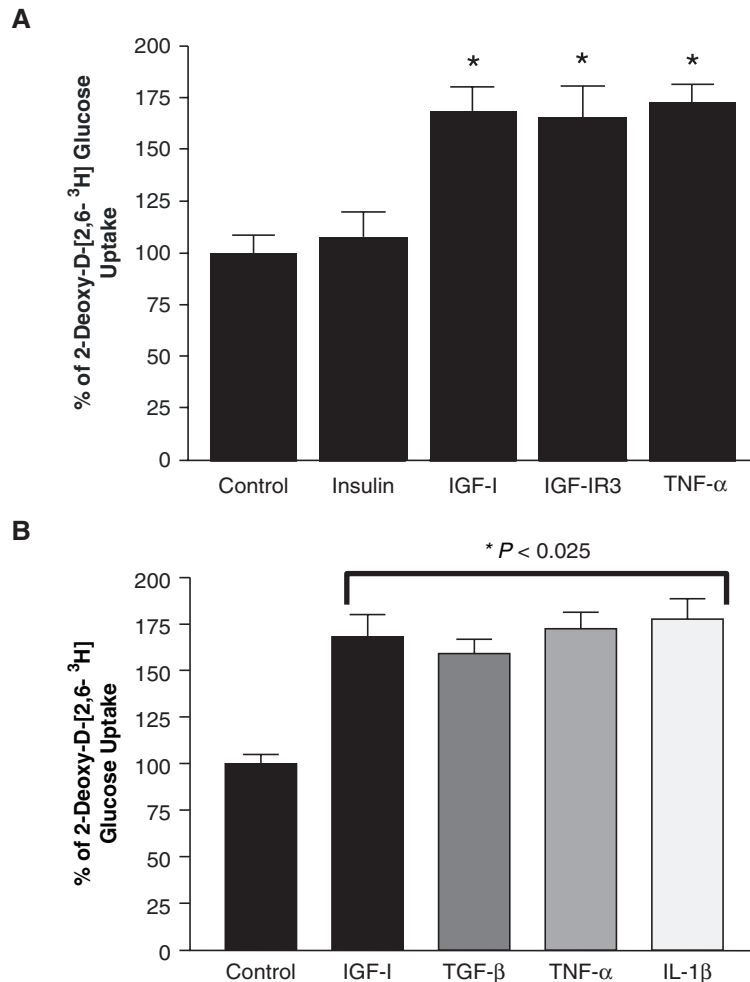 A
% of 2-Deoxy-D-[2,6- ³H] Glucose
Uptake
200
175
150
125
100
75
50
25
0
*
*
*
Control
Insulin
IGF-I
IGF-IR3
TNF-α
B
* P < 0.025
% of 2-Deoxy-D-[2,6- ³H]
Glucose Uptake
200
175
150
125
100
75
50
25
0
Control
IGF-I
TGF-β
TNF-α
IL-1β